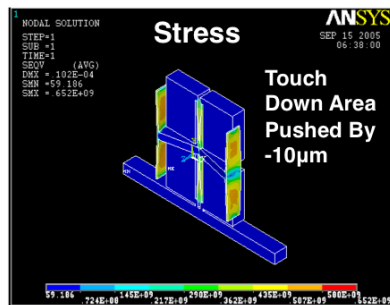 1
NODAL SOLUTION
STEP=1
SUB =1
TIME=1
SEQV (AVG)
DMX =.102E-04
SMN =59.186
SMX =.652E+09
Stress
ANSYS
SEP 15 2005
06:38:00
Touch
Down Area
Pushed By
-10µm
59.186 .724E+08 .145E+09 .217E+09 .290E+09 .362E+09 .435E+09 .507E+09 .580E+09 .652E+09